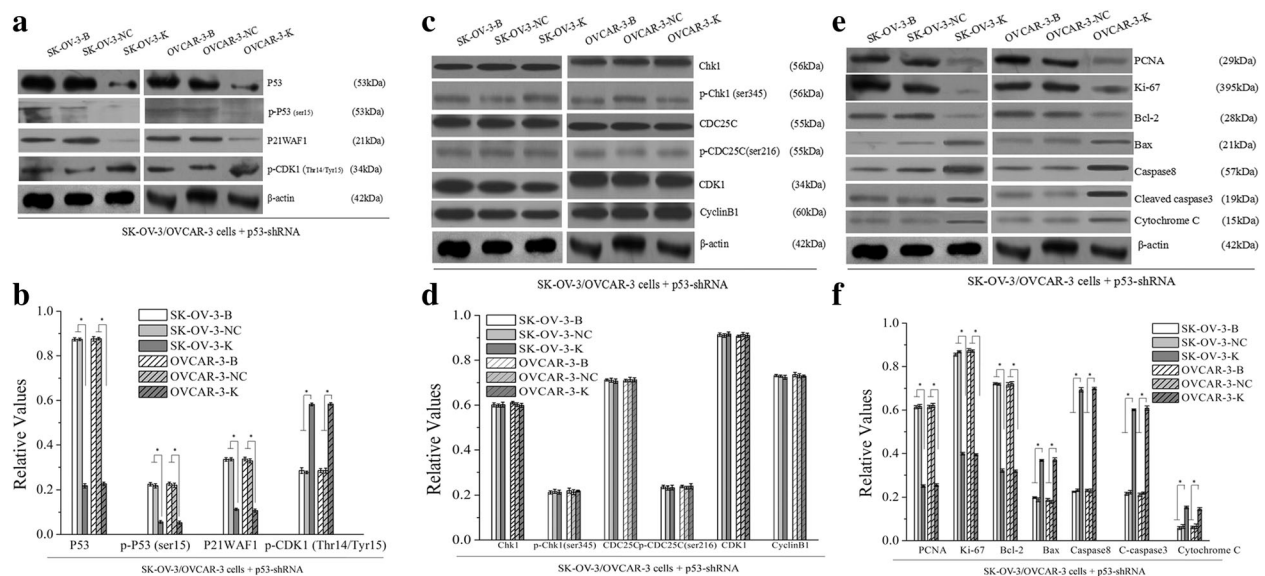 a
SK-OV-3-B SK-OV-3-NC SK-OV-3-K OVCAR-3-B OVCAR-3-NC OVCAR-3-K
P53 (53kDa)
p-P53 (ser15) (53kDa)
P21WAF1 (21kDa)
p-CDK1 (Thr14/Tyr15) (34kDa)
β-actin (42kDa)
SK-OV-3/OVCAR-3 cells + p53-shRNA
c
SK-OV-3-B SK-OV-3-NC SK-OV-3-K OVCAR-3-B OVCAR-3-NC OVCAR-3-K
Chk1 (56kDa)
p-Chk1 (ser345) (56kDa)
CDC25C (55kDa)
p-CDC25C(ser216) (55kDa)
CDK1 (34kDa)
CyclinB1 (60kDa)
β-actin (42kDa)
SK-OV-3/OVCAR-3 cells + p53-shRNA
e
SK-OV-3-B SK-OV-3-NC SK-OV-3-K OVCAR-3-B OVCAR-3-NC OVCAR-3-K
PCNA (29kDa)
Ki-67 (395kDa)
Bcl-2 (28kDa)
Bax (21kDa)
Caspase8 (57kDa)
Cleaved caspase3 (19kDa)
Cytochrome C (15kDa)
β-actin (42kDa)
SK-OV-3/OVCAR-3 cells + p53-shRNA
b
Relative Values
1.0
0.8
0.6
0.4
0.2
0.0
* * * * * * * *
SK-OV-3-B
SK-OV-3-NC
SK-OV-3-K
OVCAR-3-B
OVCAR-3-NC
OVCAR-3-K
P53 p-P53 (ser15) P21WAF1 p-CDK1 (Thr14/Tyr15)
SK-OV-3/OVCAR-3 cells + p53-shRNA
d
Relative Values
1.0
0.8
0.6
0.4
0.2
0.0
SK-OV-3-B
SK-OV-3-NC
SK-OV-3-K
OVCAR-3-B
OVCAR-3-NC
OVCAR-3-K
Chk1 p-Chk1(ser345) CDC25C p-CDC25C(ser216) CDK1 CyclinB1
SK-OV-3/OVCAR-3 cells + p53-shRNA
f
Relative Values
1.0
0.8
0.6
0.4
0.2
0.0
* * * * * * * * * * * * * *
SK-OV-3-B
SK-OV-3-NC
SK-OV-3-K
OVCAR-3-B
OVCAR-3-NC
OVCAR-3-K
PCNA Ki-67 Bcl-2 Bax Caspase8 C-caspase3 Cytochrome C
SK-OV-3/OVCAR-3 cells + p53-shRNA